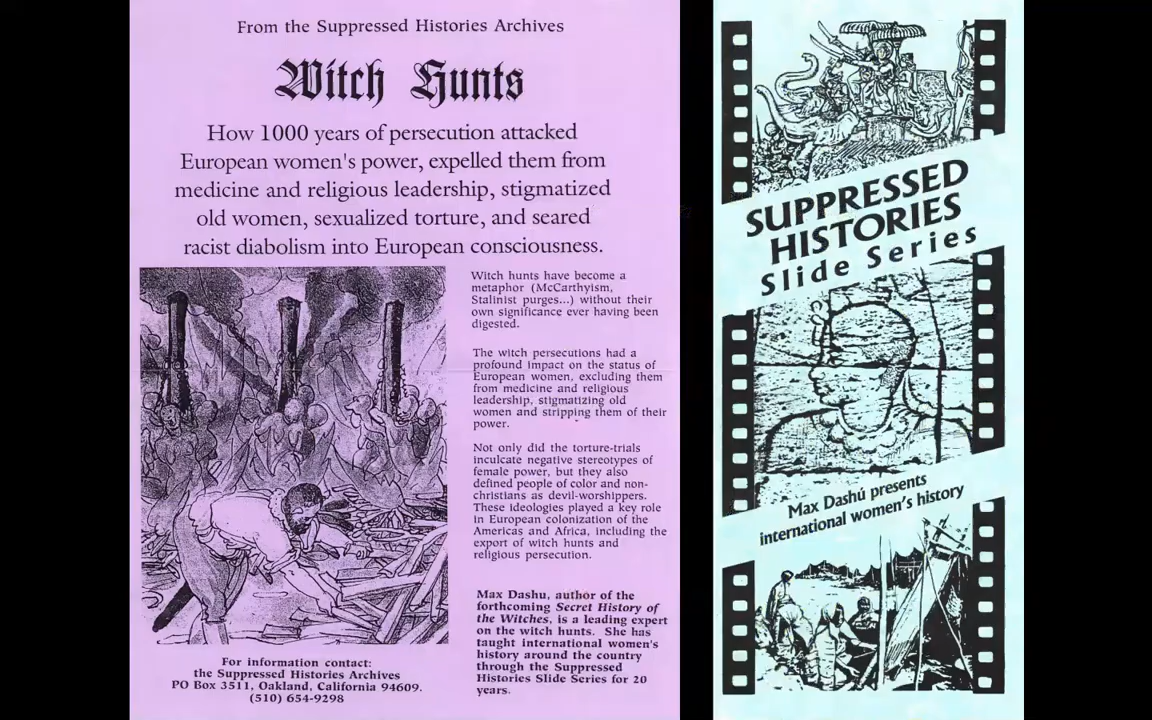 From the Suppressed Histories Archives
Witch Hunts
How 1000 years of persecution attacked
European women's power, expelled them from
medicine and religious leadership, stigmatized
old women, sexualized torture, and seared
racist diabolism into European consciousness.
Witch hunts have become a
metaphor (McCarthyism,
Stalinist purges...) without their
own significance ever having been
digested.
The witch persecutions had a
profound impact on the status of
European women, excluding them
from medicine and religious
leadership, stigmatizing old
women and stripping them of their
power.
Not only did the torture-trials
inculcate negative stereotypes of
female power, but they also
defined people of color and non-
christians as devil-worshippers.
These ideologies played a key role
in European colonization of the
Americas and Africa, including the
export of witch hunts and
religious persecution.
Max Dashu, author of the
forthcoming Secret History of
the Witches, is a leading expert
on the witch hunts. She has
taught international women's
history around the country
through the Suppressed
Histories Slide Series for 20
years.
For information contact:
the Suppressed Histories Archives
PO Box 3511, Oakland, California 94609.
(510) 654-9298
SUPPRESSED
HISTORIES
Slide Series
Max Dashú presents
international women's history